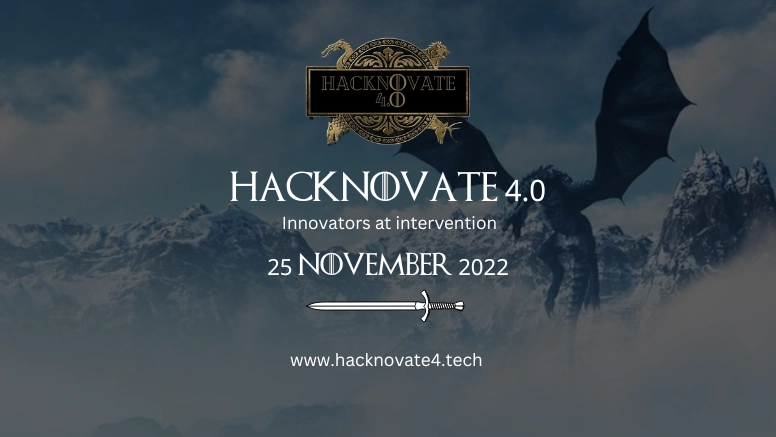 HACKNOVATE
4.0
HACKNOVATE 4.0
Innovators at intervention
25 NOVEMBER 2022
www.hacknovate4.tech